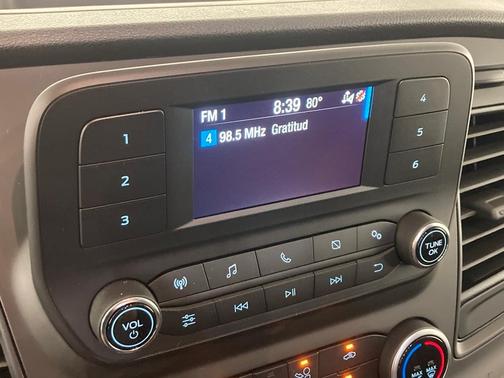 FM 1 8:39 80°
4 98.5 MHz Gratitud
1
2
3
4
5
6
TUNE
OK
VOL
MAX MAX